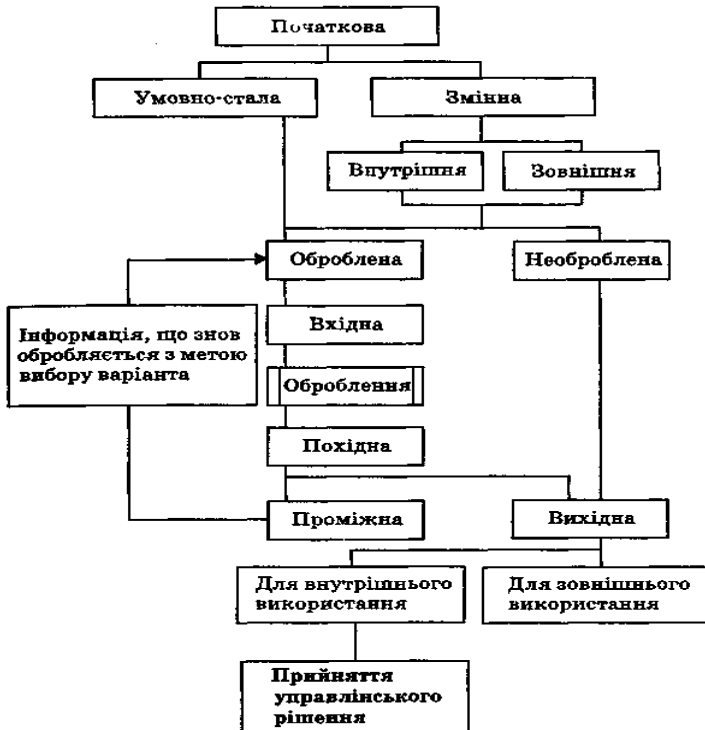 Початкова
Умовно-стала
Змінна
Внутрішня
Зовнішня
Оброблена
Необроблена
Інформація, що знов
обробляється з метою
вибору варіанта
Вхідна
Оброблення
Похідна
Проміжна
Вихідна
Для внутрішнього
використання
Для зовнішнього
використання
Прийняття
управлінського
рішення